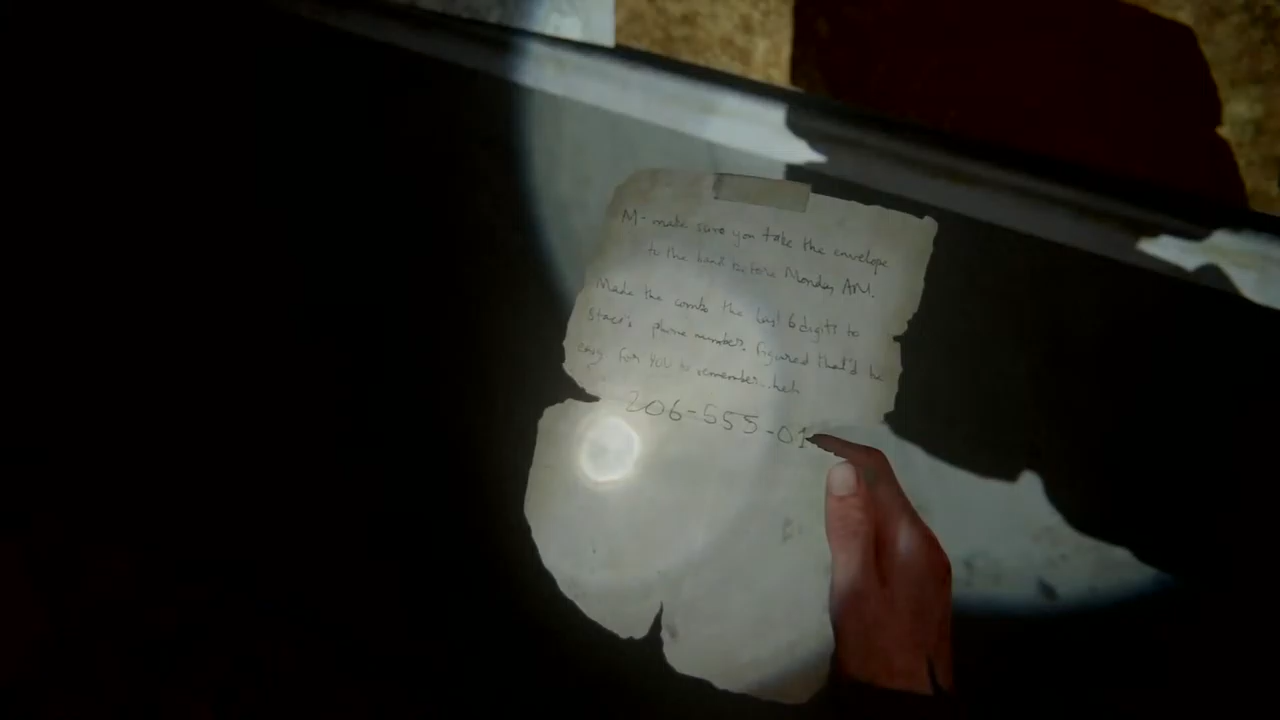 M- make sure you take the envelope
to the bank before Monday AM.
Made the combo the last 6 digits to
Staci's phone number. Figured that'd be
easy for you to remember...heh
206-555-01